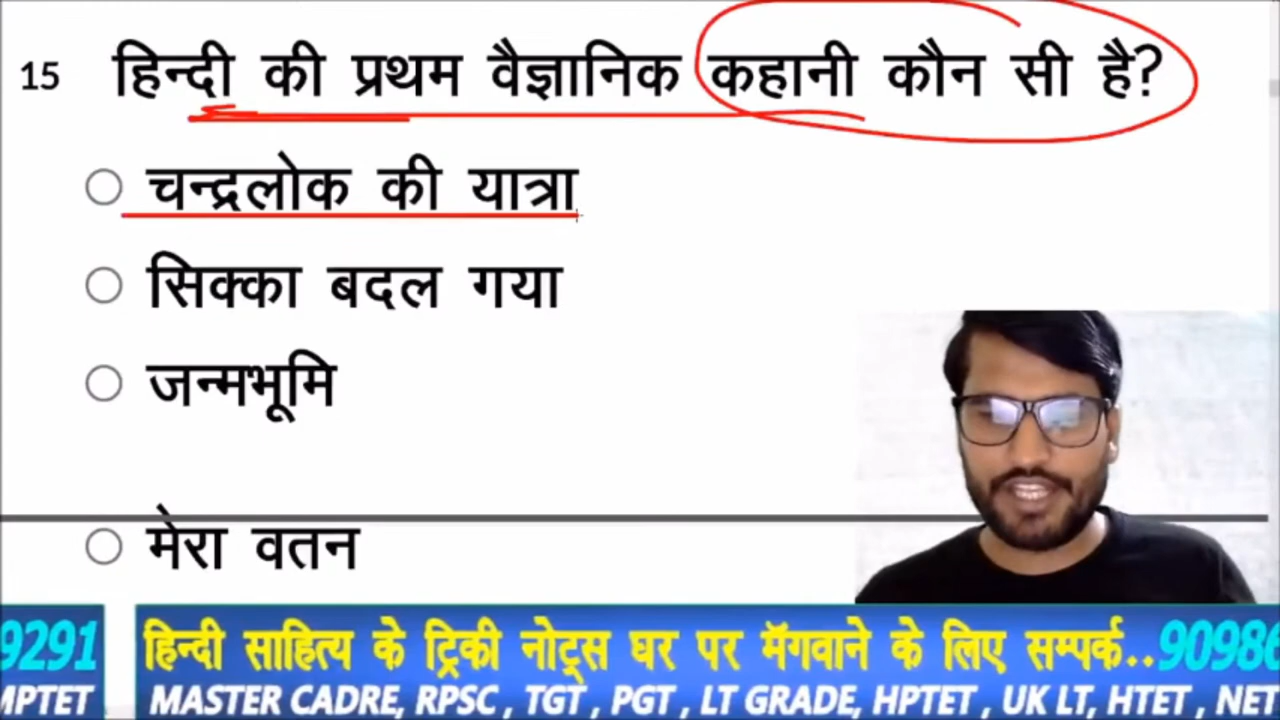 15 हिन्दी की प्रथम वैज्ञानिक कहानी कौन सी है?
चन्द्रलोक की यात्रा
सिक्का बदल गया
जन्मभूमि
मेरा वतन
9291 हिन्दी साहित्य के ट्रिकी नोट्स घर पर मॅगवाने के लिए सम्पर्क..9098
MPTET MASTER CADRE, RPSC , TGT , PGT , LT GRADE, HPTET , UK LT, HTET , NET